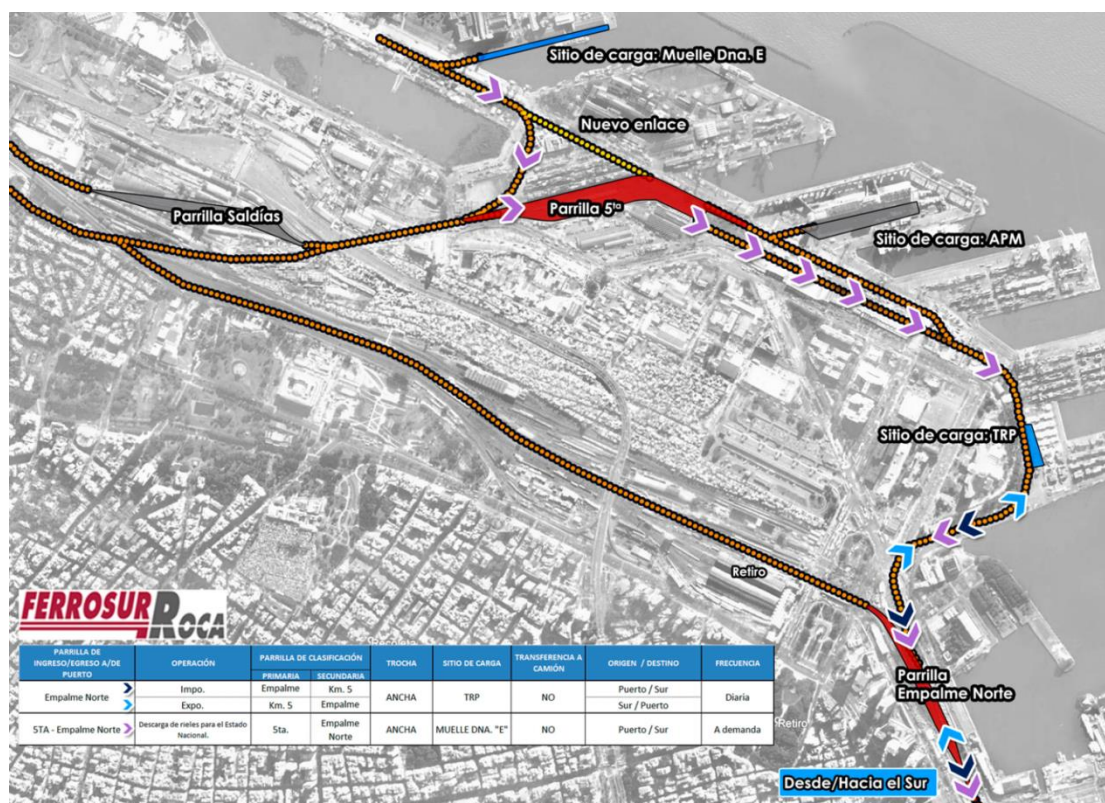 Sitio de carga: Muelle Dna. E
Nuevo enlace
Parrilla Saldías
Parrilla 5ta
Sitio de carga: APM
Sitio de carga: TRP
Retiro
Parrilla
Empalme Norte
Desde/Hacia el Sur
Retiro
FERROSUR ROCA
PARRILLA DE INGRESO/EGRESO A/DE PUERTO OPERACIÓN PARRILLA DE CLASIFICACIÓN TROCHA SITIO DE CARGA TRANSFERENCIA A CAMIÓN ORIGEN / DESTINO FRECUENCIA
PRIMARIA SECUNDARIA
Empalme Norte Impo. Empalme Km. 5 ANCHA TRP NO Puerto / Sur Diaria
Expo. Km. 5 Empalme Sur / Puerto
5TA - Empalme Norte Descarga de rieles para el Estado Nacional. 5ta. Empalme Norte ANCHA MUELLE DNA. "E" NO Puerto / Sur A demanda